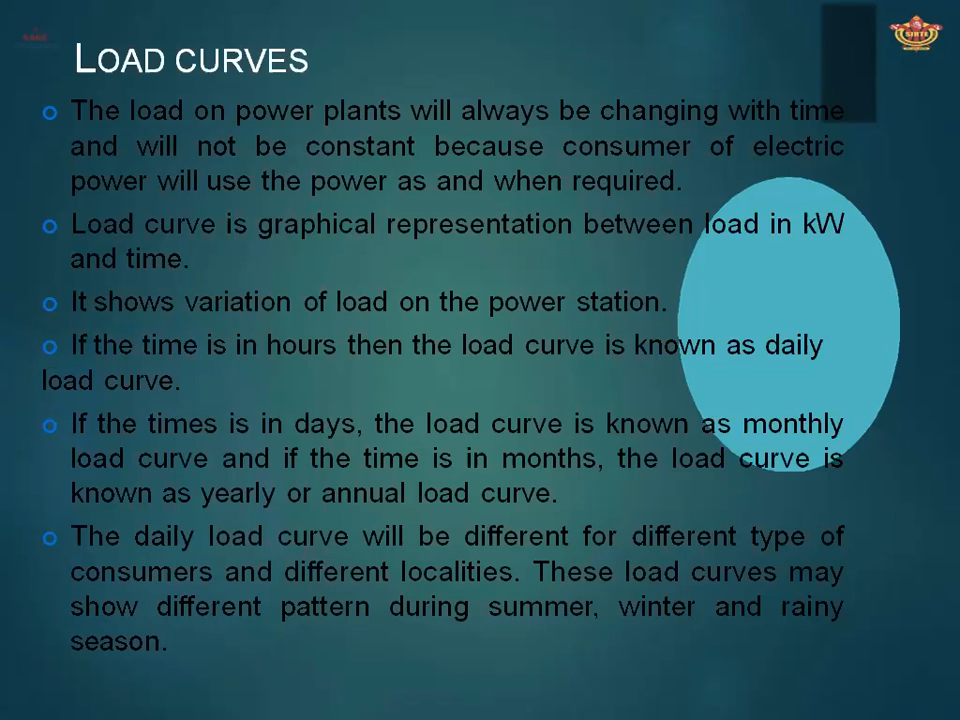 LOAD CURVES
The load on power plants will always be changing with time
and will not be constant because consumer of electric
power will use the power as and when required.
Load curve is graphical representation between load in kW
and time.
It shows variation of load on the power station.
If the time is in hours then the load curve is known as daily
load curve.
If the times is in days, the load curve is known as monthly
load curve and if the time is in months, the load curve is
known as yearly or annual load curve.
The daily load curve will be different for different type of
consumers and different localities. These load curves may
show different pattern during summer, winter and rainy
season.